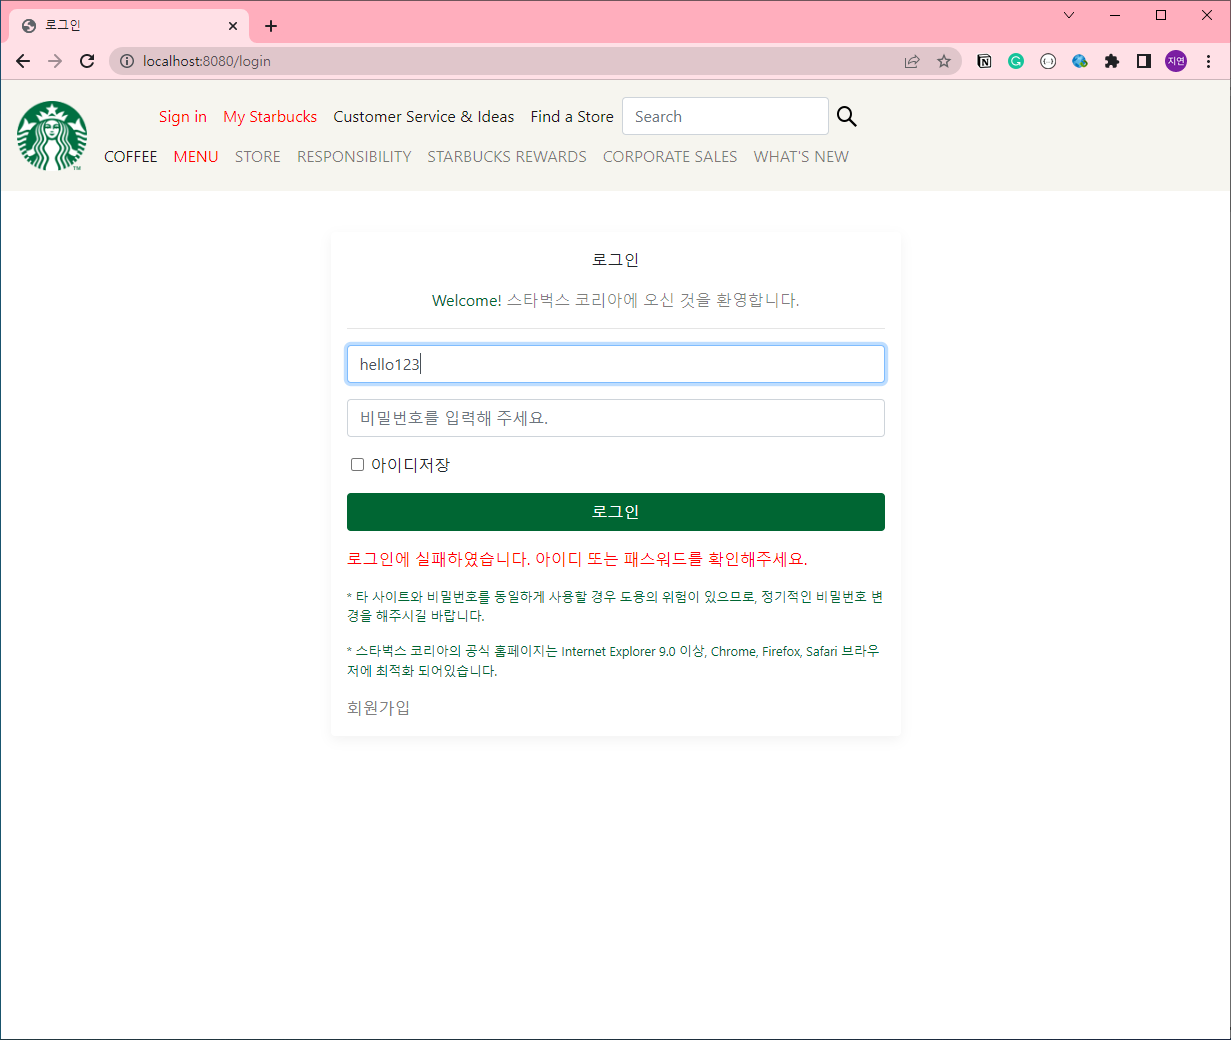 로그인
localhost:8080/login
지연
Sign in My Starbucks Customer Service & Ideas Find a Store Search
COFFEE MENU STORE RESPONSIBILITY STARBUCKS REWARDS CORPORATE SALES WHAT'S NEW
TM
로그인
Welcome! 스타벅스 코리아에 오신 것을 환영합니다.
hello123
비밀번호를 입력해 주세요.
아이디저장
로그인
로그인에 실패하였습니다. 아이디 또는 패스워드를 확인해주세요.
* 타 사이트와 비밀번호를 동일하게 사용할 경우 도용의 위험이 있으므로, 정기적인 비밀번호 변
경을 해주시길 바랍니다.
* 스타벅스 코리아의 공식 홈페이지는 Internet Explorer 9.0 이상, Chrome, Firefox, Safari 브라우
저에 최적화 되어있습니다.
회원가입